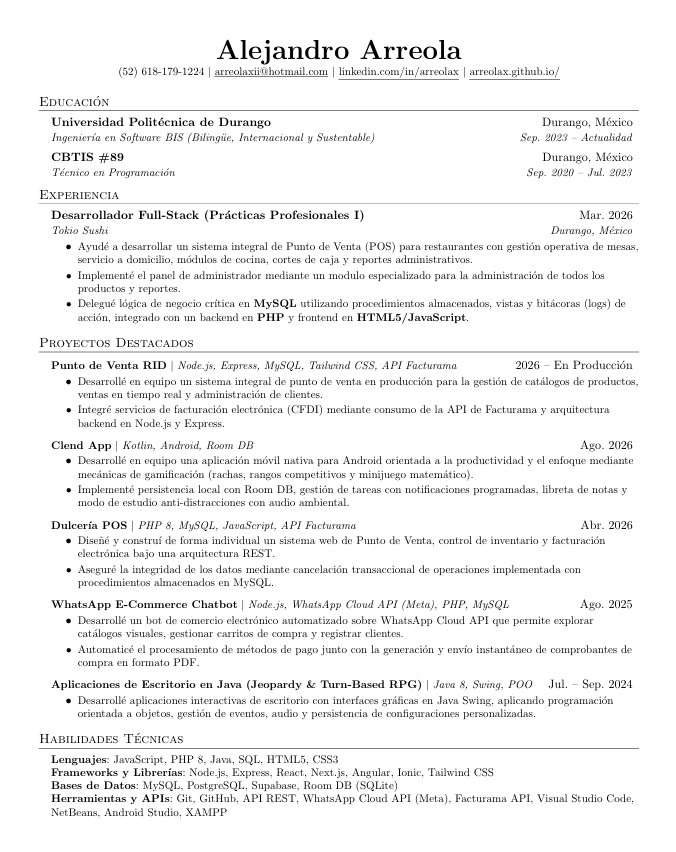 Alejandro Arreola
(52) 618-179-1224 | arreolaxii@hotmail.com | linkedin.com/in/arreolax | arreolax.github.io/
Educación
Universidad Politécnica de Durango Durango, México
Ingeniería en Software BIS (Bilingüe, Internacional y Sustentable) Sep. 2023 – Actualidad
CBTIS #89 Durango, México
Técnico en Programación Sep. 2020 – Jul. 2023
Experiencia
Desarrollador Full-Stack (Prácticas Profesionales I) Mar. 2026
Tokio Sushi Durango, México
• Ayudé a desarrollar un sistema integral de Punto de Venta (POS) para restaurantes con gestión operativa de mesas,
servicio a domicilio, módulos de cocina, cortes de caja y reportes administrativos.
• Implementé el panel de administrador mediante un modulo especializado para la administración de todos los
productos y reportes.
• Delegué lógica de negocio crítica en MySQL utilizando procedimientos almacenados, vistas y bitácoras (logs) de
acción, integrado con un backend en PHP y frontend en HTML5/JavaScript.
Proyectos Destacados
Punto de Venta RID | Node.js, Express, MySQL, Tailwind CSS, API Facturama 2026 – En Producción
• Desarrollé en equipo un sistema integral de punto de venta en producción para la gestión de catálogos de productos,
ventas en tiempo real y administración de clientes.
• Integré servicios de facturación electrónica (CFDI) mediante consumo de la API de Facturama y arquitectura
backend en Node.js y Express.
Clend App | Kotlin, Android, Room DB Ago. 2026
• Desarrollé en equipo una aplicación móvil nativa para Android orientada a la productividad y el enfoque mediante
mecánicas de gamificación (rachas, rangos competitivos y minijuego matemático).
• Implementé persistencia local con Room DB, gestión de tareas con notificaciones programadas, libreta de notas y
modo de estudio anti-distracciones con audio ambiental.
Dulcería POS | PHP 8, MySQL, JavaScript, API Facturama Abr. 2026
• Diseñé y construí de forma individual un sistema web de Punto de Venta, control de inventario y facturación
electrónica bajo una arquitectura REST.
• Aseguré la integridad de los datos mediante cancelación transaccional de operaciones implementada con
procedimientos almacenados en MySQL.
WhatsApp E-Commerce Chatbot | Node.js, WhatsApp Cloud API (Meta), PHP, MySQL Ago. 2025
• Desarrollé un bot de comercio electrónico automatizado sobre WhatsApp Cloud API que permite explorar
catálogos visuales, gestionar carritos de compra y registrar clientes.
• Automaticé el procesamiento de métodos de pago junto con la generación y envío instantáneo de comprobantes de
compra en formato PDF.
Aplicaciones de Escritorio en Java (Jeopardy & Turn-Based RPG) | Java 8, Swing, POO Jul. – Sep. 2024
• Desarrollé aplicaciones interactivas de escritorio con interfaces gráficas en Java Swing, aplicando programación
orientada a objetos, gestión de eventos, audio y persistencia de configuraciones personalizadas.
Habilidades Técnicas
Lenguajes: JavaScript, PHP 8, Java, SQL, HTML5, CSS3
Frameworks y Librerías: Node.js, Express, React, Next.js, Angular, Ionic, Tailwind CSS
Bases de Datos: MySQL, PostgreSQL, Supabase, Room DB (SQLite)
Herramientas y APIs: Git, GitHub, API REST, WhatsApp Cloud API (Meta), Facturama API, Visual Studio Code,
NetBeans, Android Studio, XAMPP